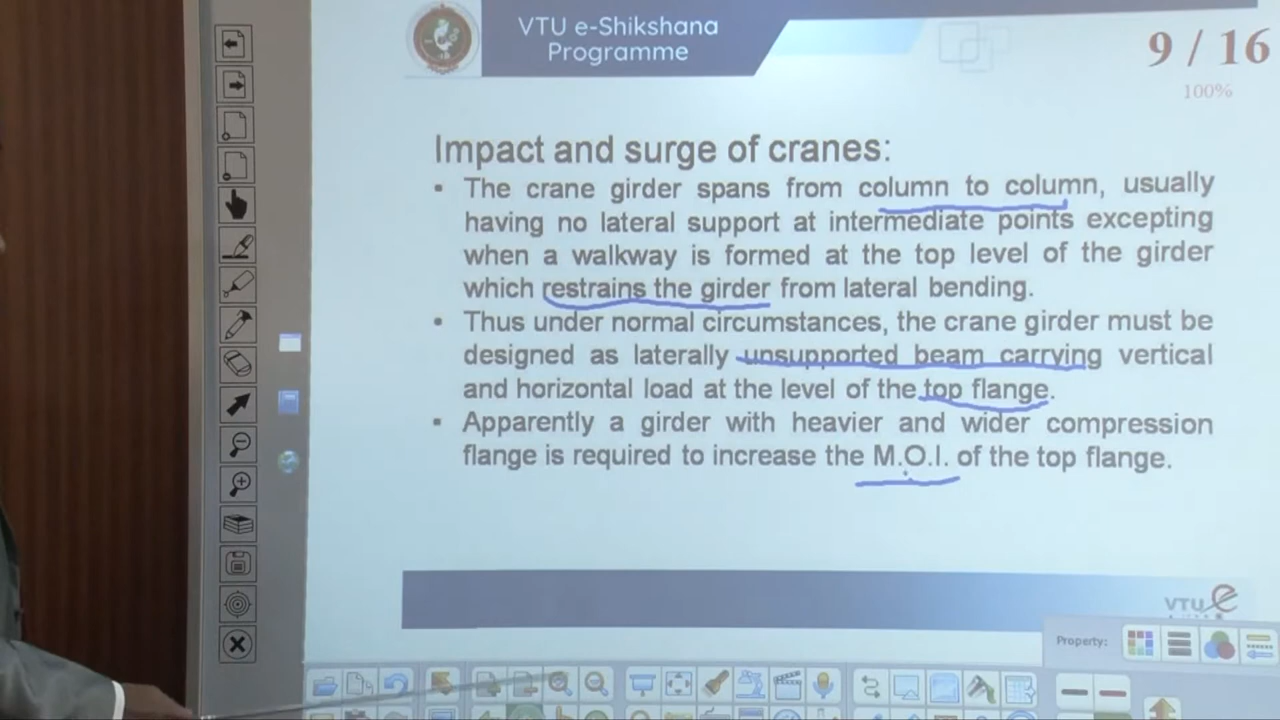 VTU e-Shikshana
Programme
9 / 16
100%
Impact and surge of cranes:
▪ The crane girder spans from column to column, usually
having no lateral support at intermediate points excepting
when a walkway is formed at the top level of the girder
which restrains the girder from lateral bending.
▪ Thus under normal circumstances, the crane girder must be
designed as laterally unsupported beam carrying vertical
and horizontal load at the level of the top flange.
▪ Apparently a girder with heavier and wider compression
flange is required to increase the M.O.I. of the top flange.
VTU e
Property: